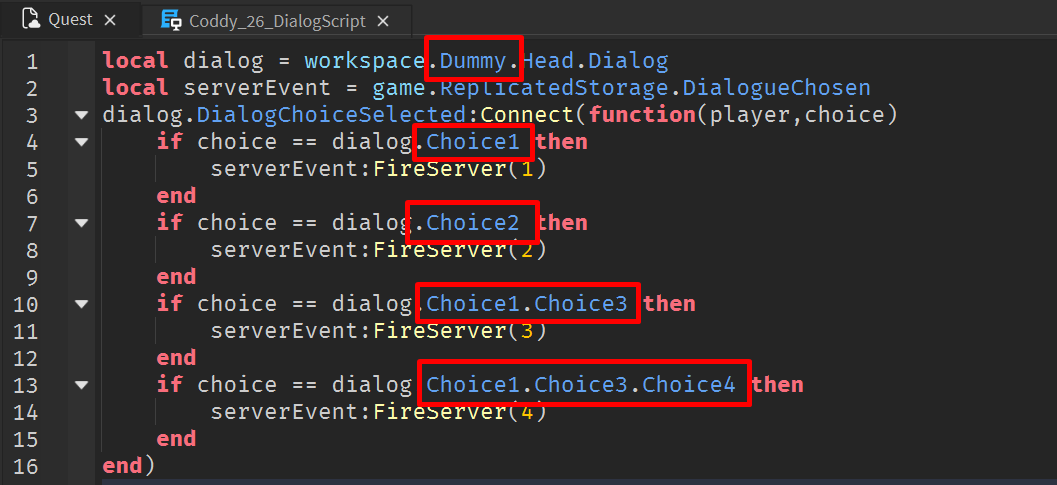 Quest ×
Coddy_26_DialogScript ×
1 local dialog = workspace.Dummy.Head.Dialog
2 local serverEvent = game.ReplicatedStorage.DialogueChosen
3 dialog.DialogChoiceSelected:Connect(function(player,choice)
4 if choice == dialog.Choice1 then
5 serverEvent:FireServer(1)
6 end
7 if choice == dialog.Choice2 then
8 serverEvent:FireServer(2)
9 end
10 if choice == dialog.Choice1.Choice3 then
11 serverEvent:FireServer(3)
12 end
13 if choice == dialog.Choice1.Choice3.Choice4 then
14 serverEvent:FireServer(4)
15 end
16 end)